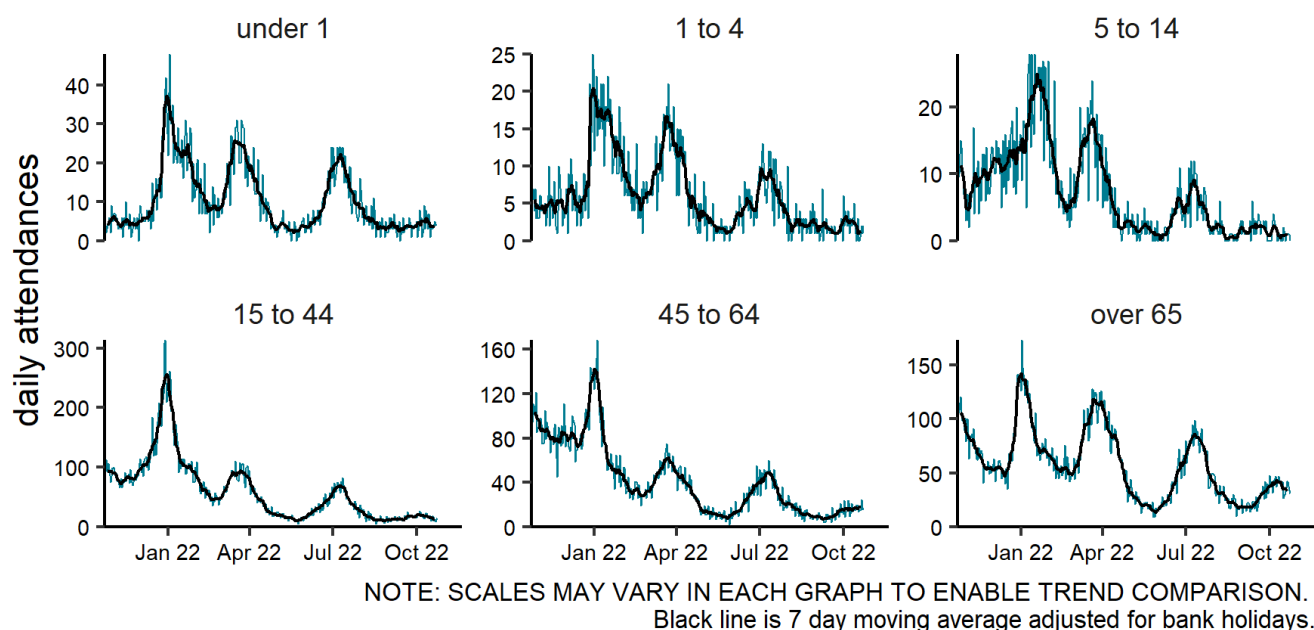 under 1
1 to 4
5 to 14
40
30
20
10
0
25
20
15
10
5
0
20
10
0
daily attendances
15 to 44
45 to 64
over 65
300
200
100
0
160
120
80
40
0
150
100
50
0
Jan 22 Apr 22 Jul 22 Oct 22
Jan 22 Apr 22 Jul 22 Oct 22
Jan 22 Apr 22 Jul 22 Oct 22
NOTE: SCALES MAY VARY IN EACH GRAPH TO ENABLE TREND COMPARISON.
Black line is 7 day moving average adjusted for bank holidays.